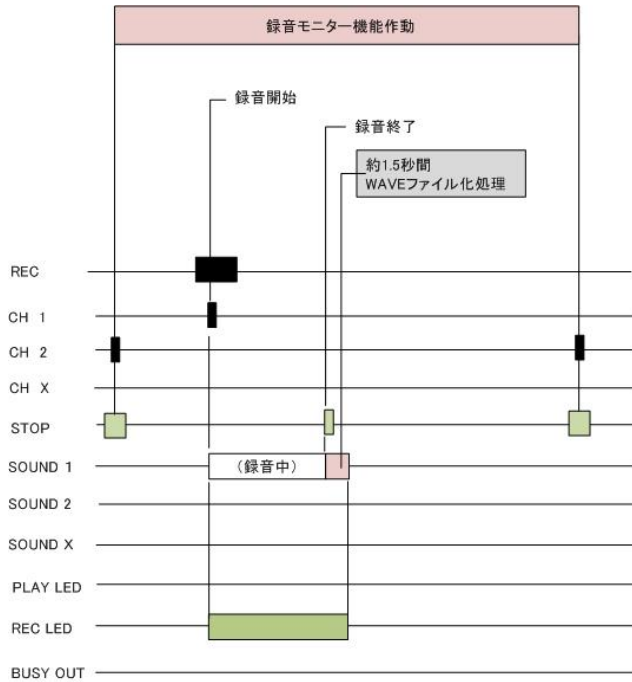 録音モニター機能作動
録音開始
録音終了
約1.5秒間
WAVEファイル化処理
REC
CH 1
CH 2
CH X
STOP
SOUND 1
(録音中)
SOUND 2
SOUND X
PLAY LED
REC LED
BUSY OUT